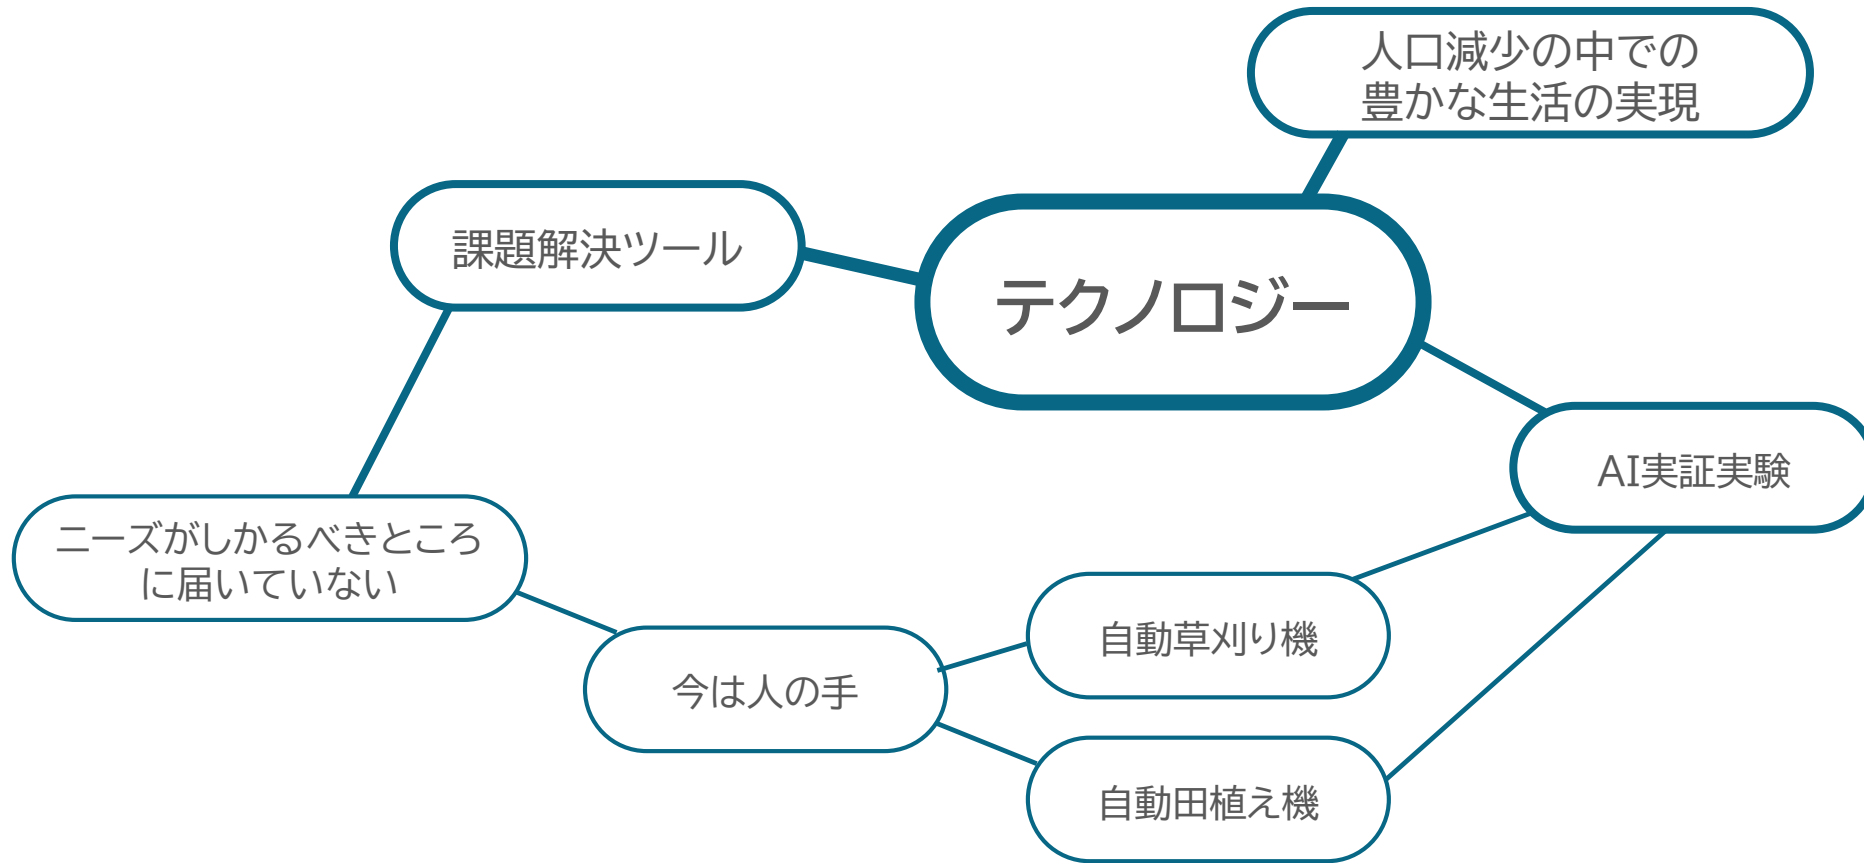 人口減少の中での
豊かな生活の実現
課題解決ツール
テクノロジー
AI実証実験
ニーズがしかるべきところ
に届いていない
自動草刈り機
今は人の手
自動田植え機